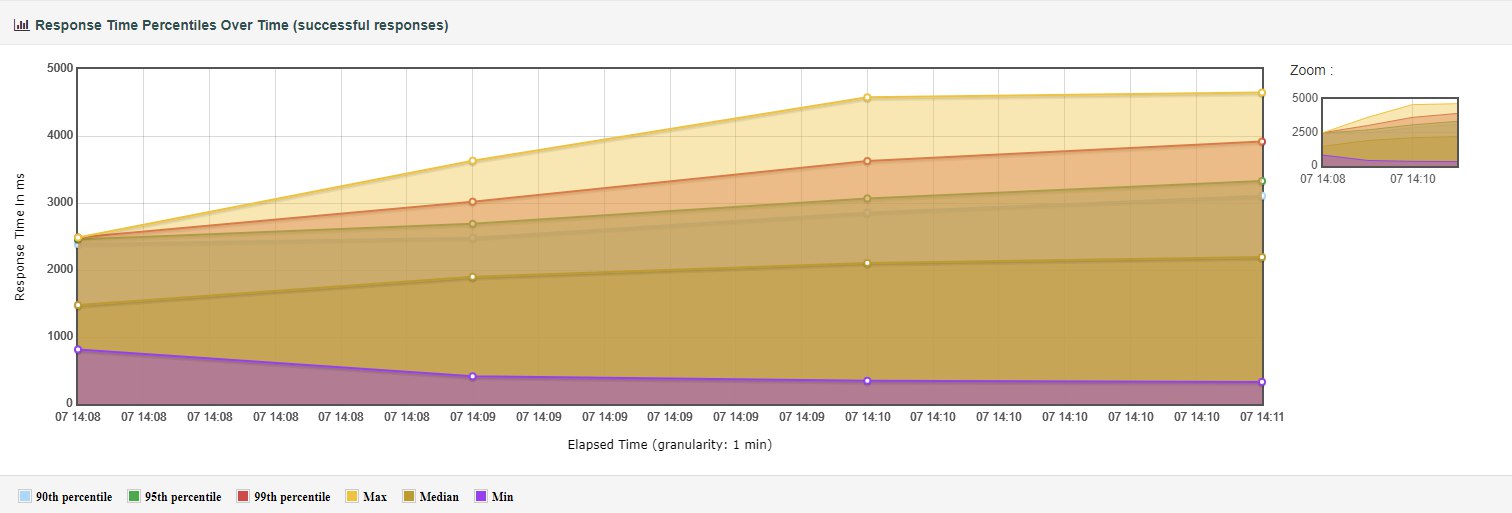 Response Time Percentiles Over Time (successful responses)
Zoom :
5000
4000
3000
2000
1000
0
Response Time in ms
5000
2500
0
07 14:08 07 14:10
07 14:08 07 14:08 07 14:08 07 14:08 07 14:08 07 14:08 07 14:09 07 14:09 07 14:09 07 14:09 07 14:09 07 14:09 07 14:10 07 14:10 07 14:10 07 14:10 07 14:10 07 14:10 07 14:11
Elapsed Time (granularity: 1 min)
90th percentile 95th percentile 99th percentile Max Median Min